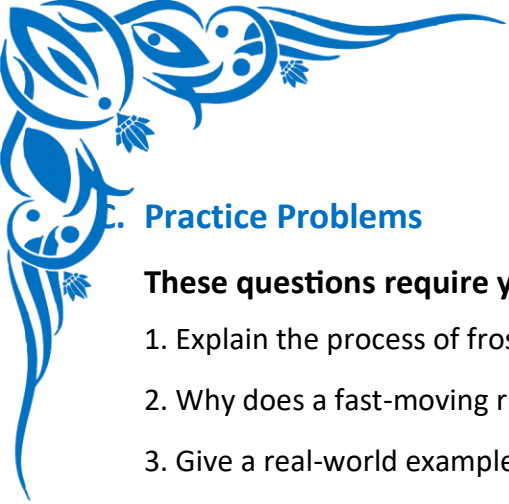 C. Practice Problems
These questions require
1. Explain the process of
2. Why does a fast-moving
3. Give a real-world example